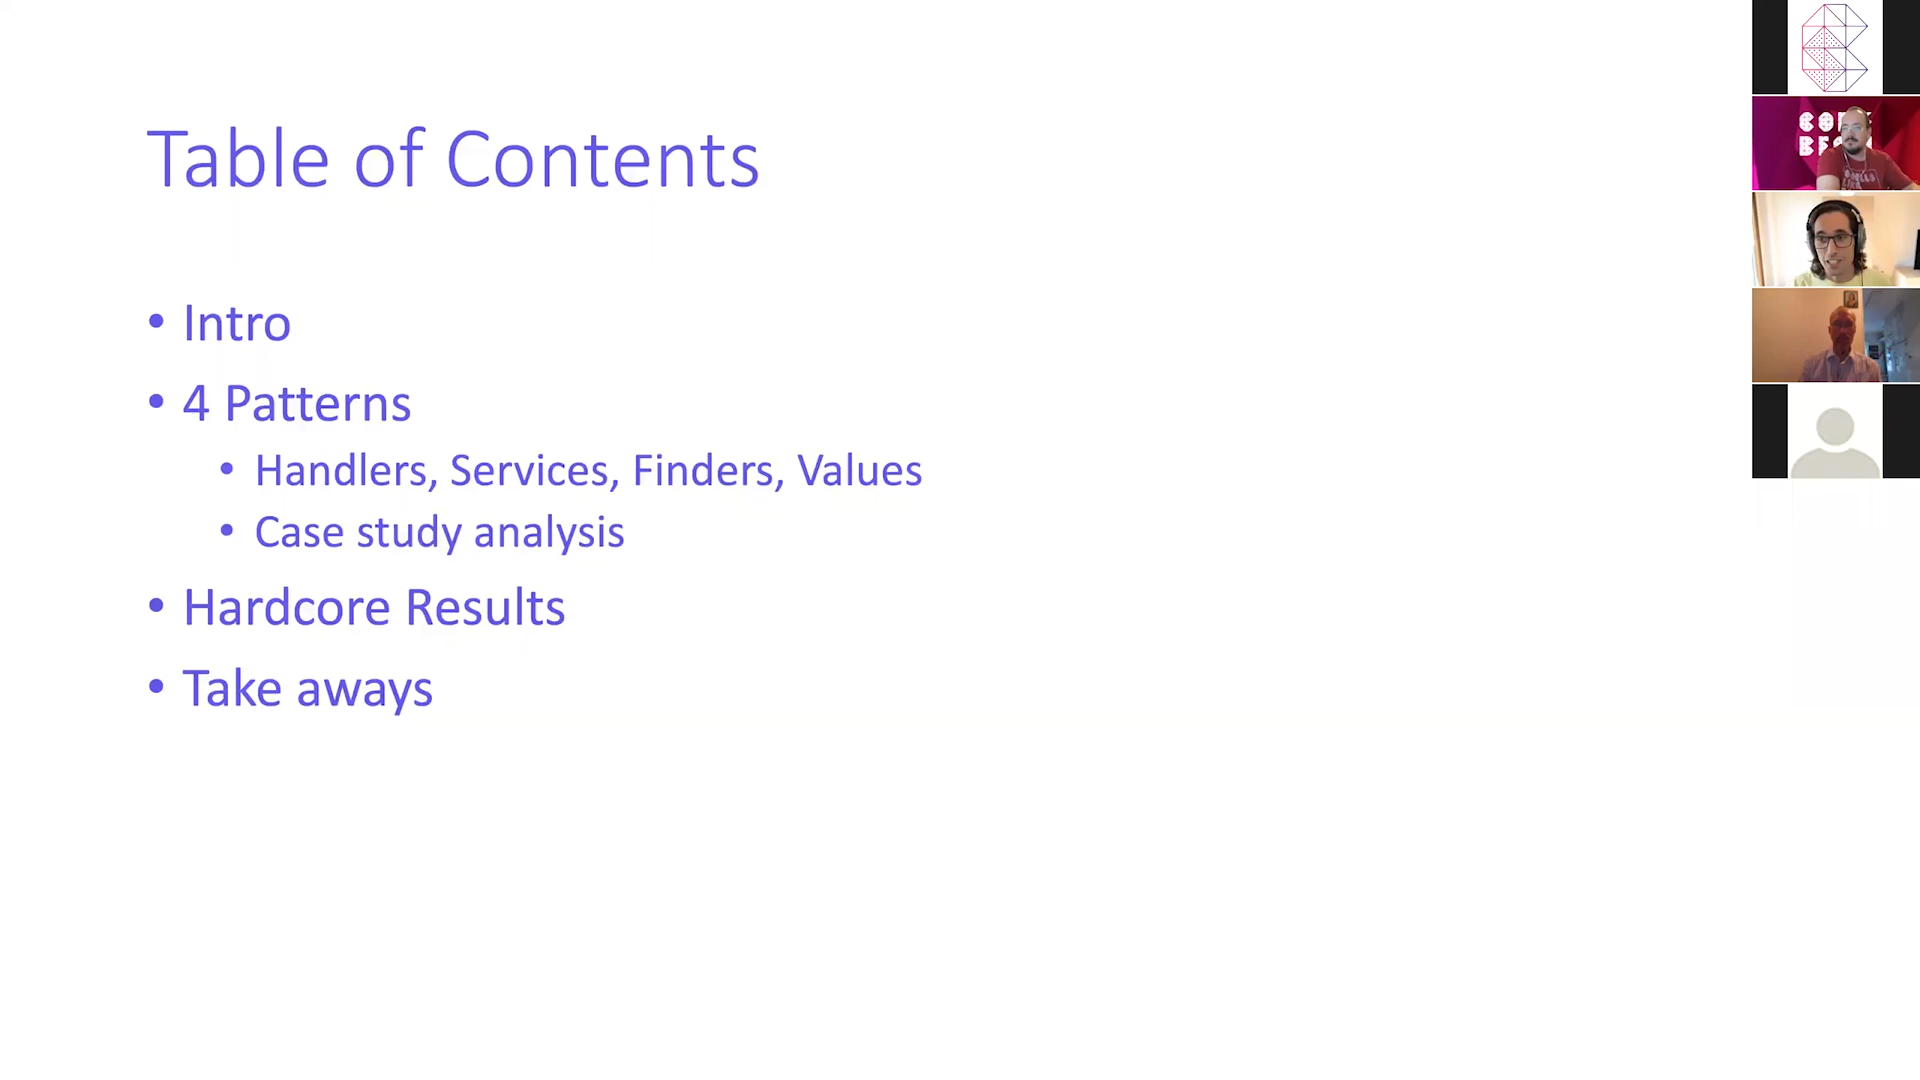 Table of Contents
• Intro
• 4 Patterns
• Handlers, Services, Finders, Values
• Case study analysis
• Hardcore Results
• Take aways